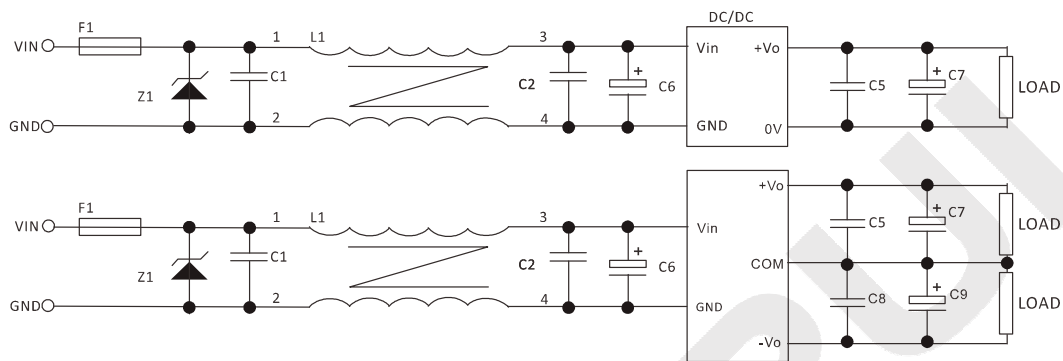 DC/DC
F1
1
L1
3
VIN
Vin
+Vo
+
+
Z1
C1
C2
C6
C5
C7
LOAD
2
4
GND
GND
0V
+Vo
F1
1
L1
3
VIN
Vin
+
+
C5
C7
LOAD
Z1
C1
C2
C6
COM
+
2
4
C8
C9
LOAD
GND
GND
-Vo
PUI